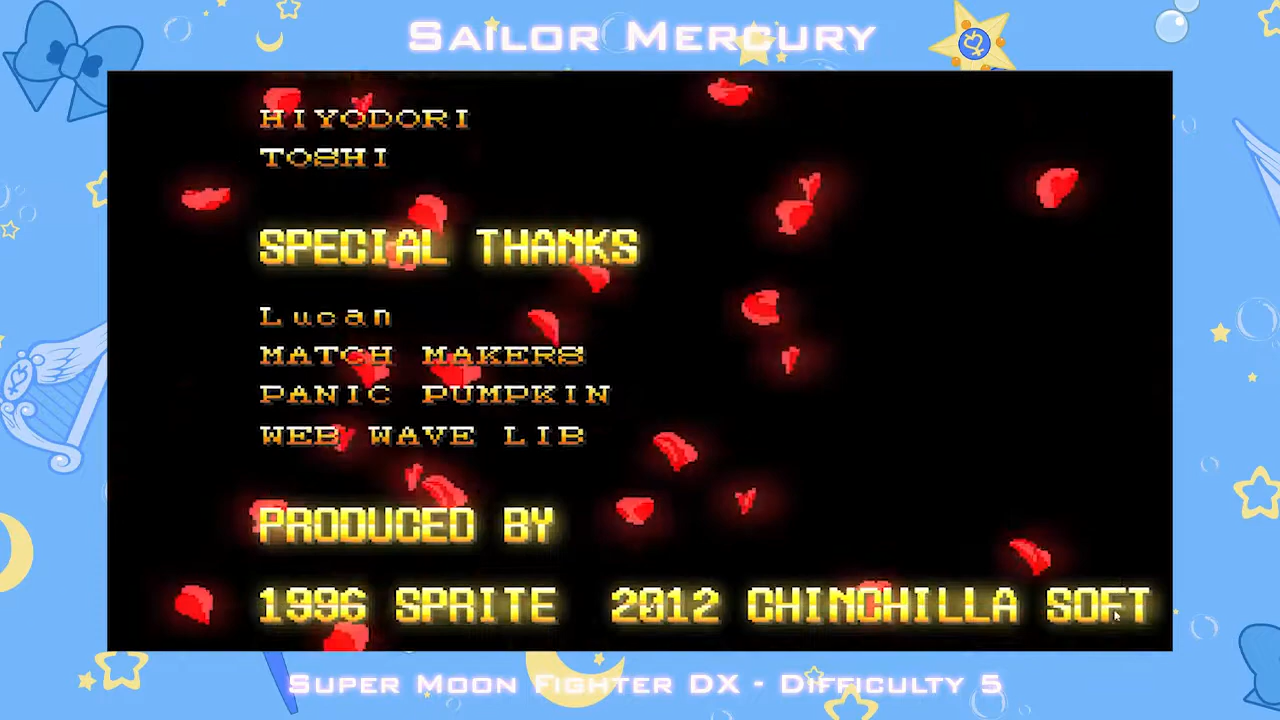 Sailor Mercury
HIYODORI
TOSHI
SPECIAL THANKS
Lucan
MATCH MAKERS
PANIC PUMPKIN
WEB WAVE LIB
PRODUCED BY
1996 SPRITE 2012 CHINCHILLA SOFT
Super Moon Fighter DX - Difficulty 5